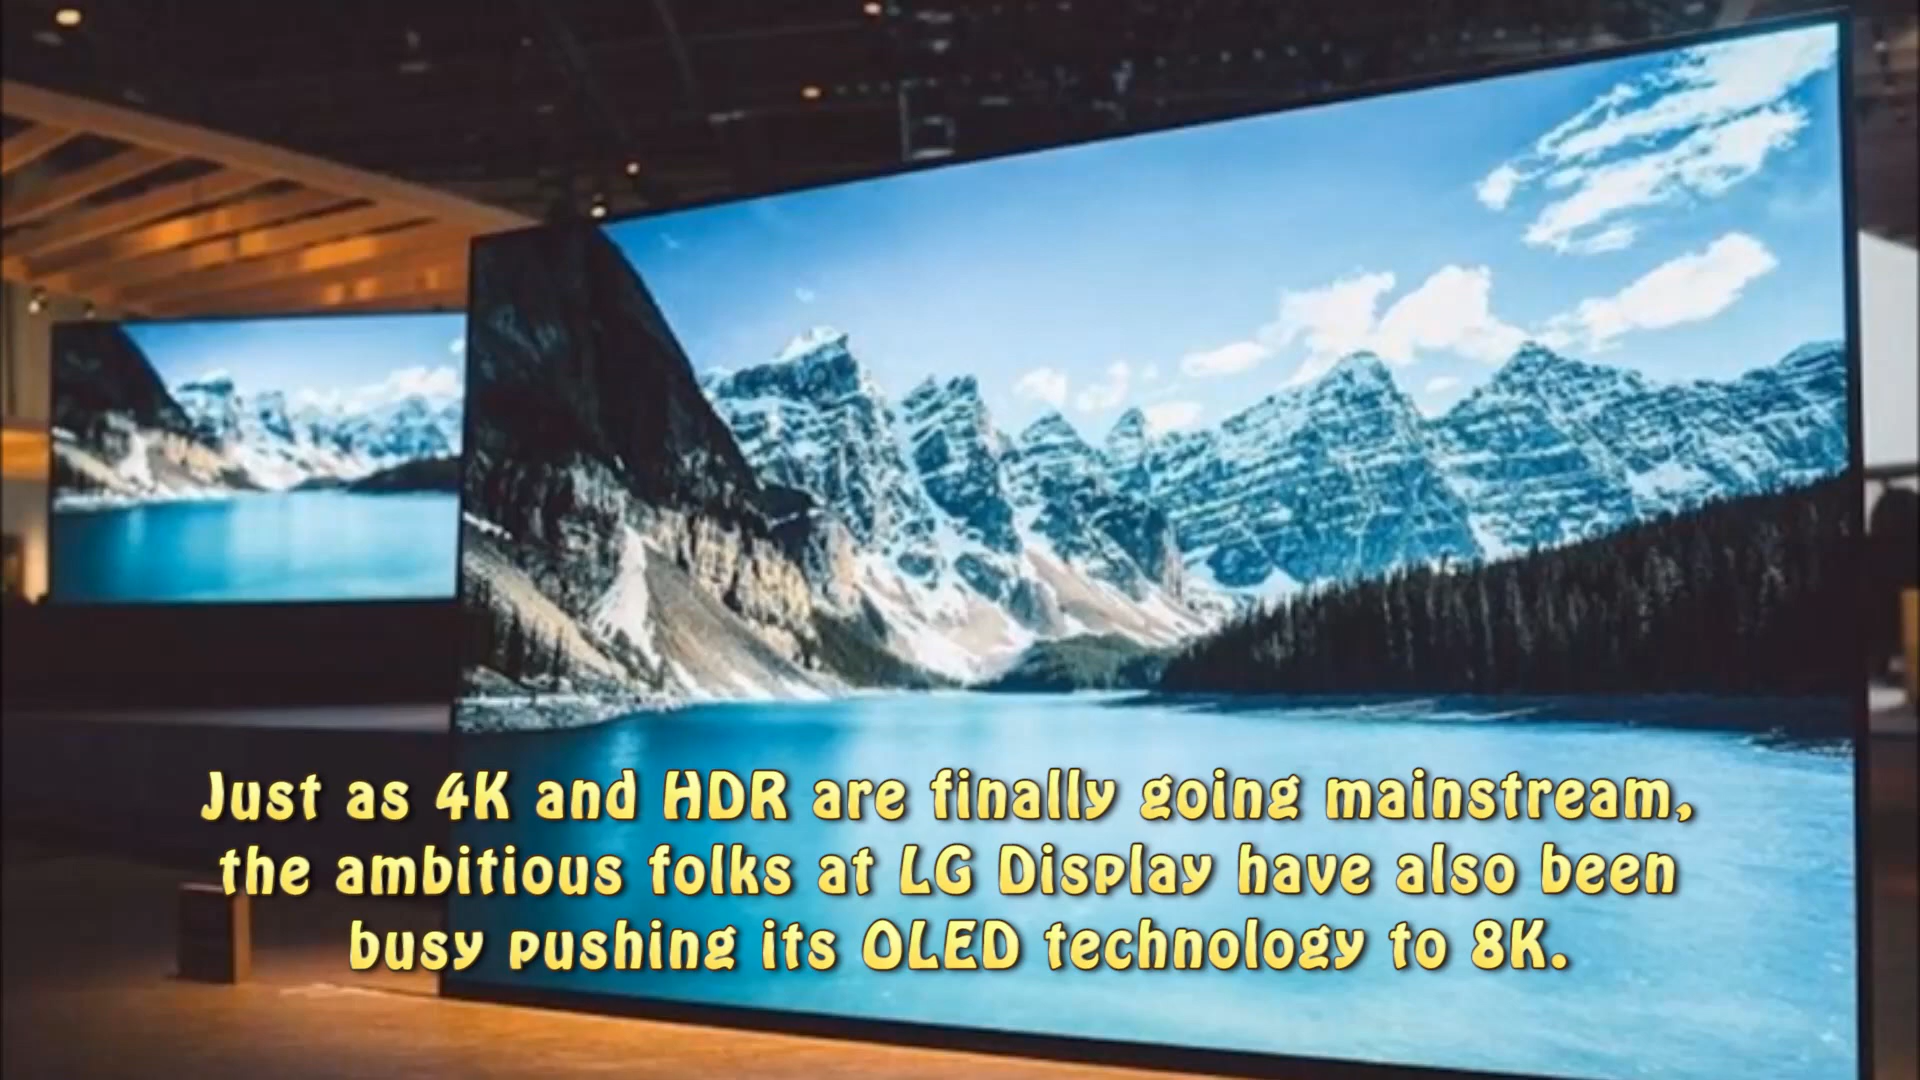 Just as 4K and HDR are finally going mainstream,
the ambitious folks at LG Display have also been
busy pushing its OLED technology to 8K.